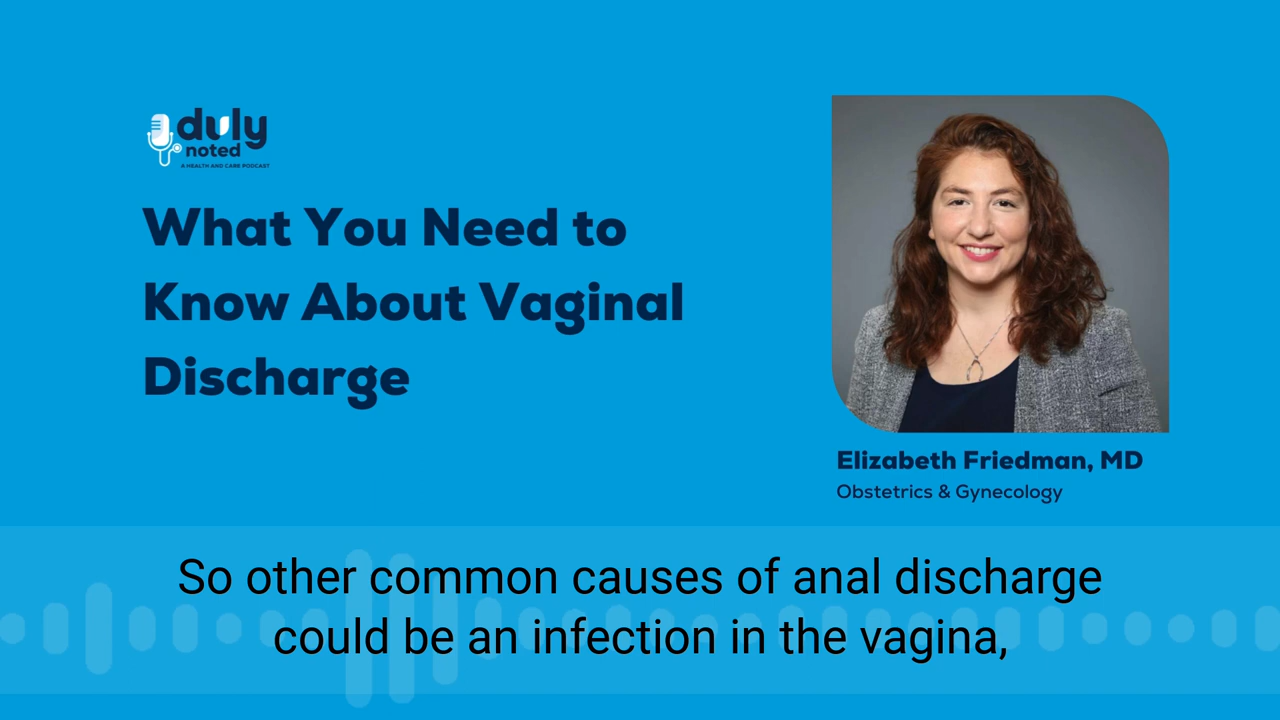 duly
noted
A HEALTH AND CARE PODCAST
What You Need to
Know About Vaginal
Discharge
Elizabeth Friedman, MD
Obstetrics & Gynecology
So other common causes of anal discharge
could be an infection in the vagina,